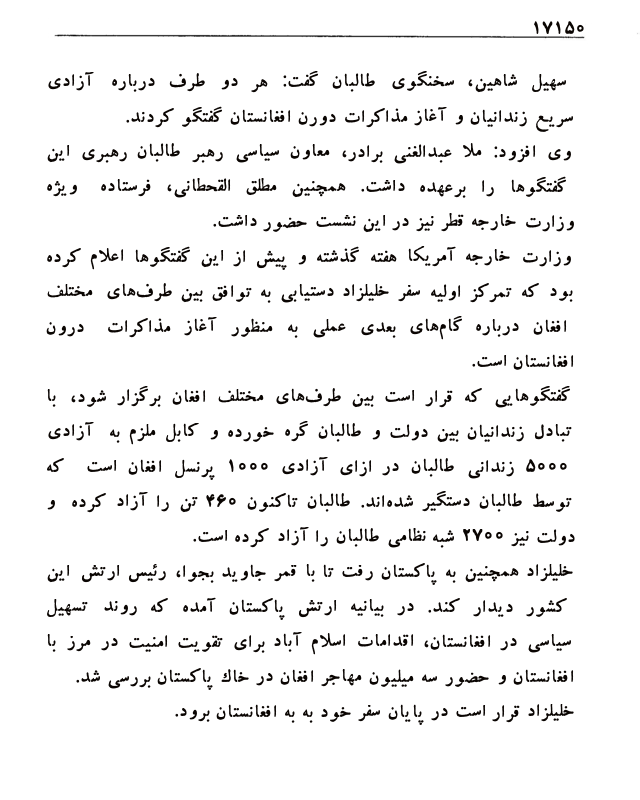 ۱۷۱۵۰
سهیل شاهین، سخنگوی طالبان گفت: هر دو طرف درباره آزادی
سریع زندانیان و آغاز مذاکرات دورن افغانستان گفتگو کردند.
وی افزود: ملا عبدالغنی برادر، معاون سیاسی رهبر طالبان رهبری این
گفتگوها را برعهده داشت. همچنین مطلق القحطانی، فرستاده ویژه
وزارت خارجه قطر نیز در این نشست حضور داشت.
وزارت خارجه آمریکا هفته گذشته و پیش از این گفتگوها اعلام کرده
بود که تمرکز اولیه سفر خلیلزاد دستیابی به توافق بین طرف‌های مختلف
افغان درباره گام‌های بعدی عملی به منظور آغاز مذاکرات درون
افغانستان است.
گفتگوهایی که قرار است بین طرف‌های مختلف افغان برگزار شود، با
تبادل زندانیان بین دولت و طالبان گره خورده و کابل ملزم به آزادی
۵۰۰۰ زندانی طالبان در ازای آزادی ۱۰۰۰ پرنسل افغان است که
توسط طالبان دستگیر شده‌اند. طالبان تاکنون ۴۶۰ تن را آزاد کرده و
دولت نیز ۲۷۰۰ شبه نظامی طالبان را آزاد کرده است.
خلیلزاد همچنین به پاکستان رفت تا با قمر جاوید بجوا، رئیس ارتش این
کشور دیدار کند. در بیانیه ارتش پاکستان آمده که روند تسهیل
سیاسی در افغانستان، اقدامات اسلام آباد برای تقویت امنیت در مرز با
افغانستان و حضور سه میلیون مهاجر افغان در خاك پاکستان بررسی شد.
خلیلزاد قرار است در پایان سفر خود به به افغانستان برود.